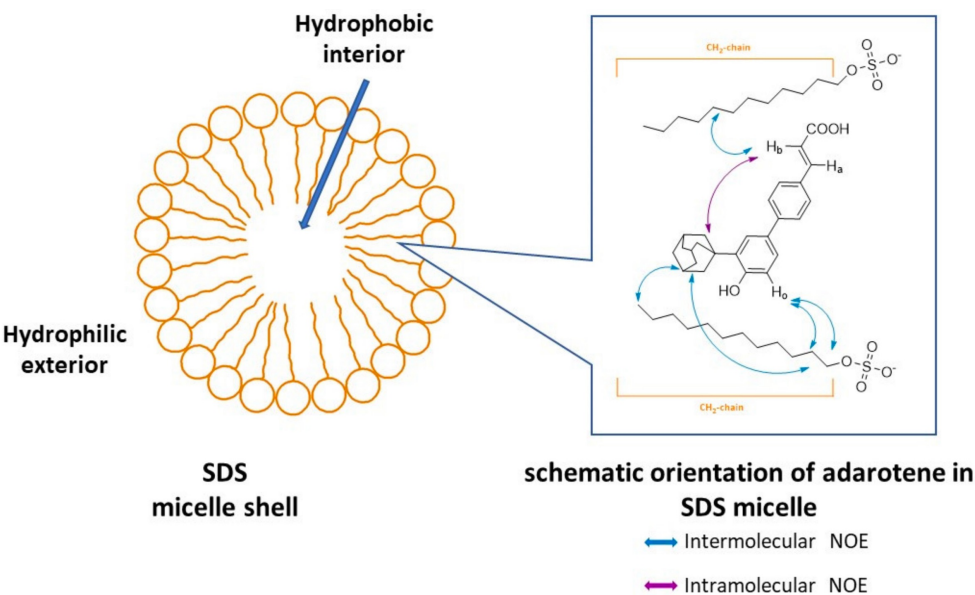 Hydrophobic
interior
Hydrophilic
exterior
SDS
micelle shell
CH₂-chain
O
O S O⁻
O
COOH
Hb
Ha
HO
Ho
O
O S O⁻
O
CH₂-chain
schematic orientation of adarotene in
SDS micelle
Intermolecular NOE
Intramolecular NOE